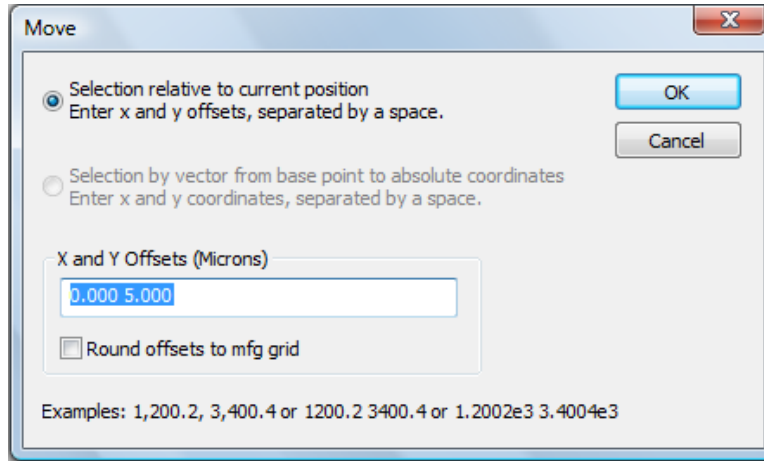 Move
Selection relative to current position
Enter x and y offsets, separated by a space.
OK
Cancel
Selection by vector from base point to absolute coordinates
Enter x and y coordinates, separated by a space.
X and Y Offsets (Microns)
0.000 5.000
Round offsets to mfg grid
Examples: 1,200.2, 3,400.4 or 1200.2 3400.4 or 1.2002e3 3.4004e3